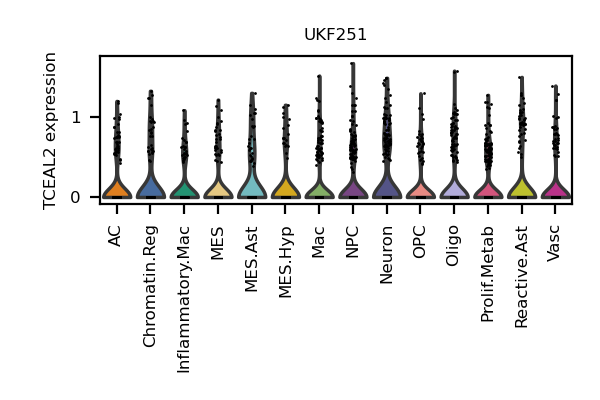 UKF251
TCEAL2 expression
1
0
AC
Chromatin.Reg
Inflammatory.Mac
MES
MES.Ast
MES.Hyp
Mac
NPC
Neuron
OPC
Oligo
Prolif.Metab
Reactive.Ast
Vasc